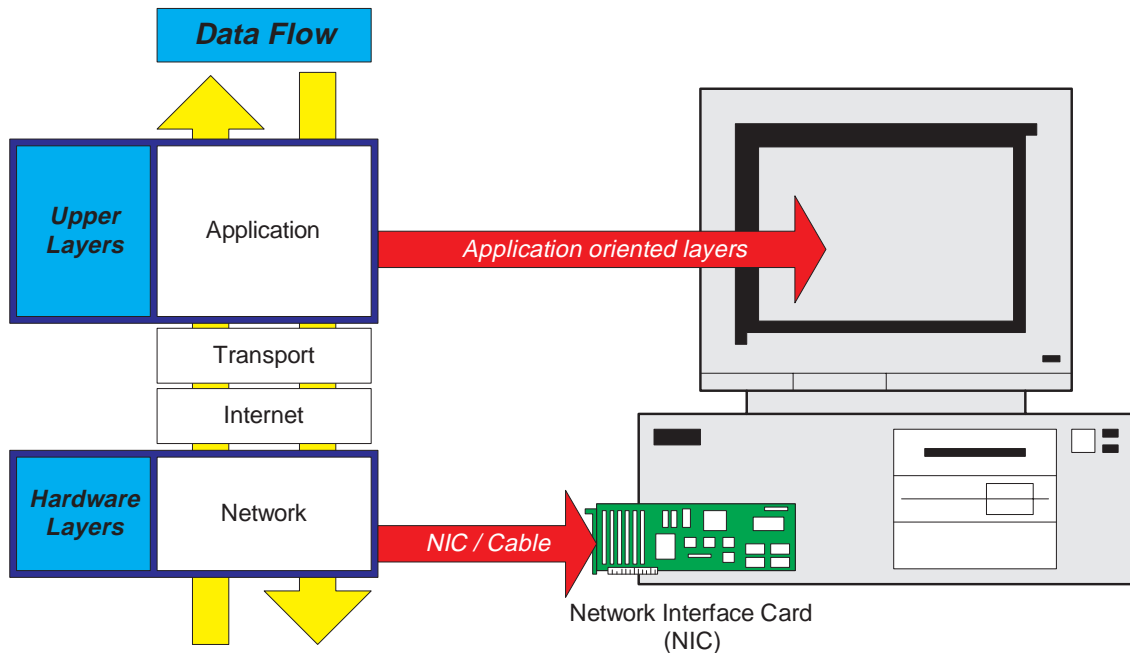 Data Flow
Upper
Layers
Application
Application oriented layers
Transport
Internet
Hardware
Layers
Network
NIC / Cable
Network Interface Card
(NIC)